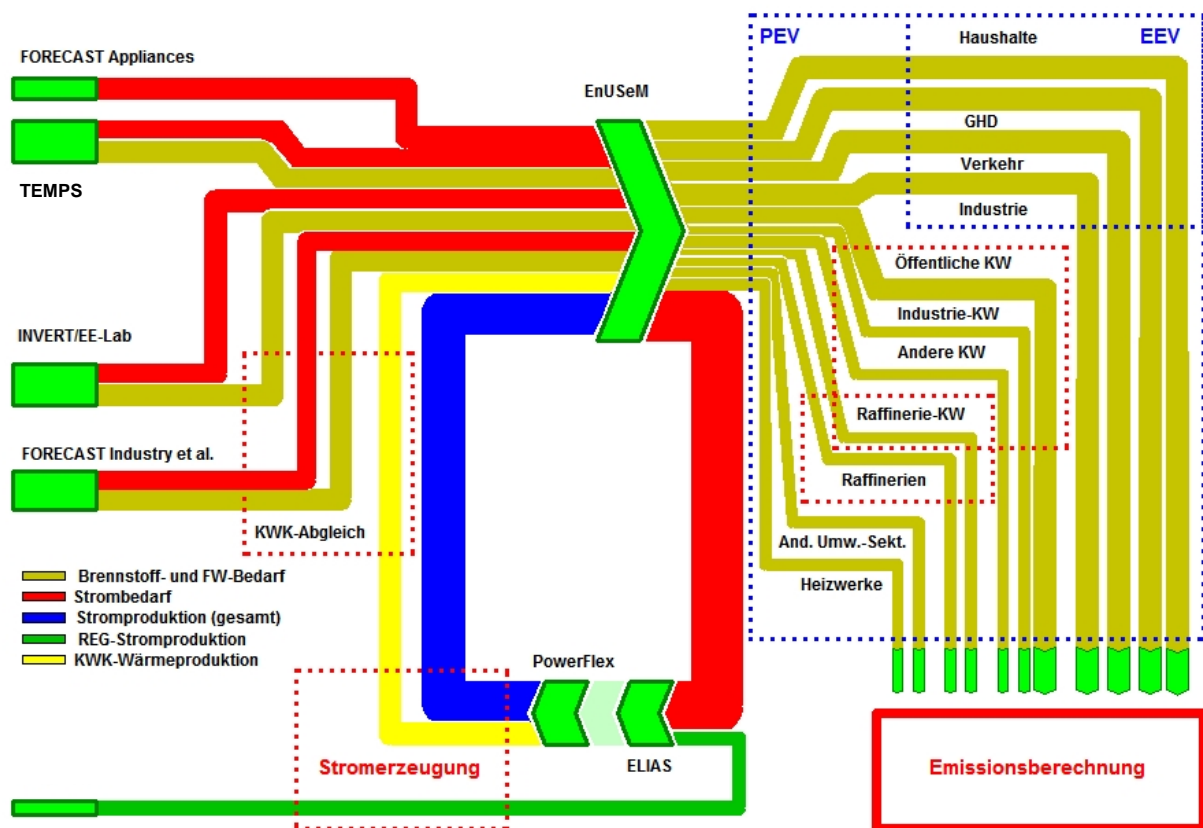 PEV
Haushalte
EEV
FORECAST Appliances
EnUSeM
GHD
Verkehr
TEMPS
Industrie
Öffentliche KW
Industrie-KW
INVERT/EE-Lab
Andere KW
Raffinerie-KW
FORECAST Industry et al.
Raffinerien
KWK-Abgleich
And. Umw.-Sekt.
Heizwerke
Brennstoff- und FW-Bedarf
Strombedarf
Stromproduktion (gesamt)
REG-Stromproduktion
KWK-Wärmeproduktion
PowerFlex
Stromerzeugung
ELIAS
Emissionsberechnung